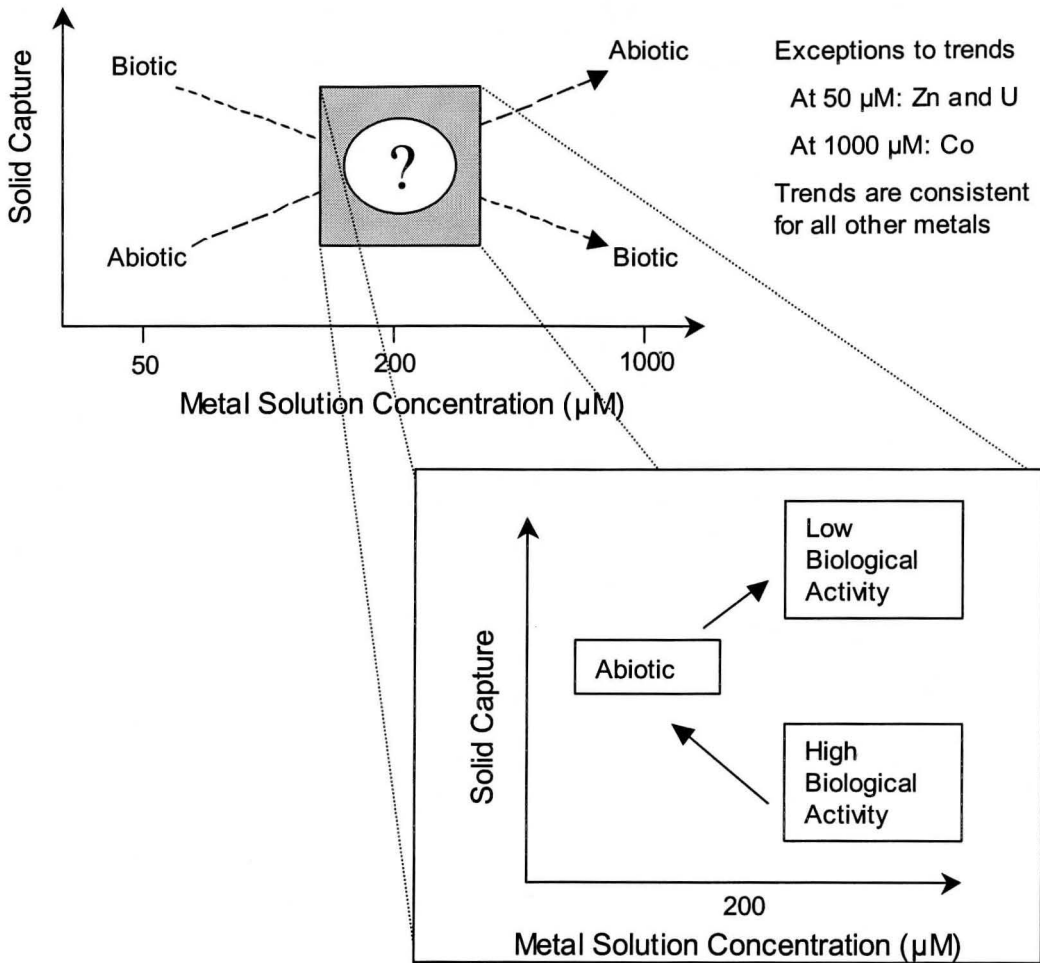 Solid Capture
Biotic
Abiotic
?
Abiotic
Biotic
50
200
1000
Metal Solution Concentration (µM)
Exceptions to trends
At 50 µM: Zn and U
At 1000 µM: Co
Trends are consistent
for all other metals
Solid Capture
Abiotic
Low
Biological
Activity
High
Biological
Activity
200
Metal Solution Concentration (µM)